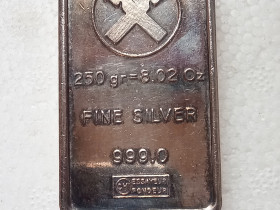 250 gr=8.02 Oz
FINE SILVER
999.0
ESSAYEUR
FONDEUR